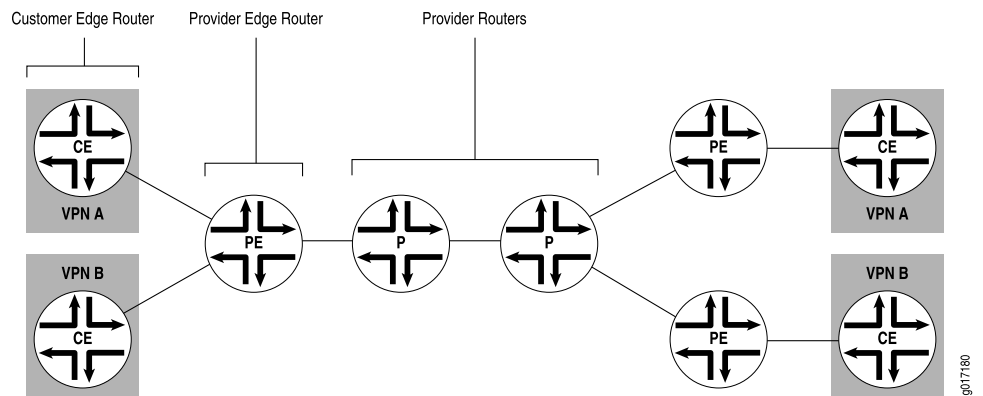 Customer Edge Router
Provider Edge Router
Provider Routers
CE
VPN A
PE
CE
VPN A
PE
P
P
VPN B
CE
PE
VPN B
CE
g017180